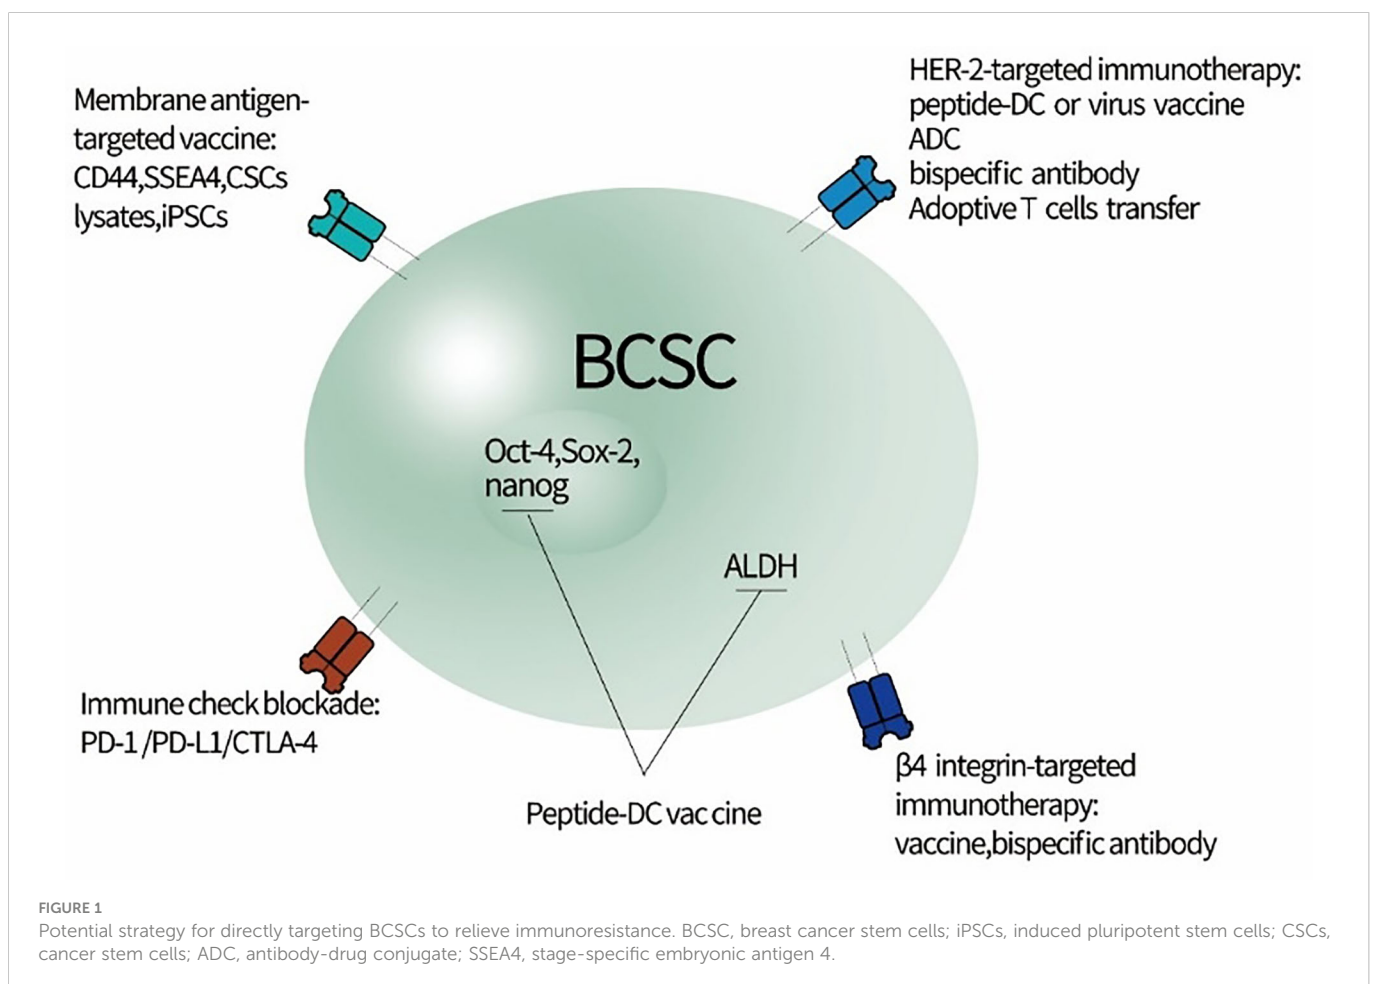 Membrane antigen-
targeted vaccine:
CD44,SSEA4,CSCs
lysates,iPSCs
HER-2-targeted immunotherapy:
peptide-DC or virus vaccine
ADC
bispecific antibody
Adoptive T cells transfer
BCSC
Oct-4,Sox-2,
nanog
ALDH
Immune check blockade:
PD-1 /PD-L1/CTLA-4
Peptide-DC vac cine
β4 integrin-targeted
immunotherapy:
vaccine,bispecific antibody
FIGURE 1
Potential strategy for directly targeting BCSCs to relieve immunoresistance. BCSC, breast cancer stem cells; iPSCs, induced pluripotent stem cells; CSCs,
cancer stem cells; ADC, antibody-drug conjugate; SSEA4, stage-specific embryonic antigen 4.